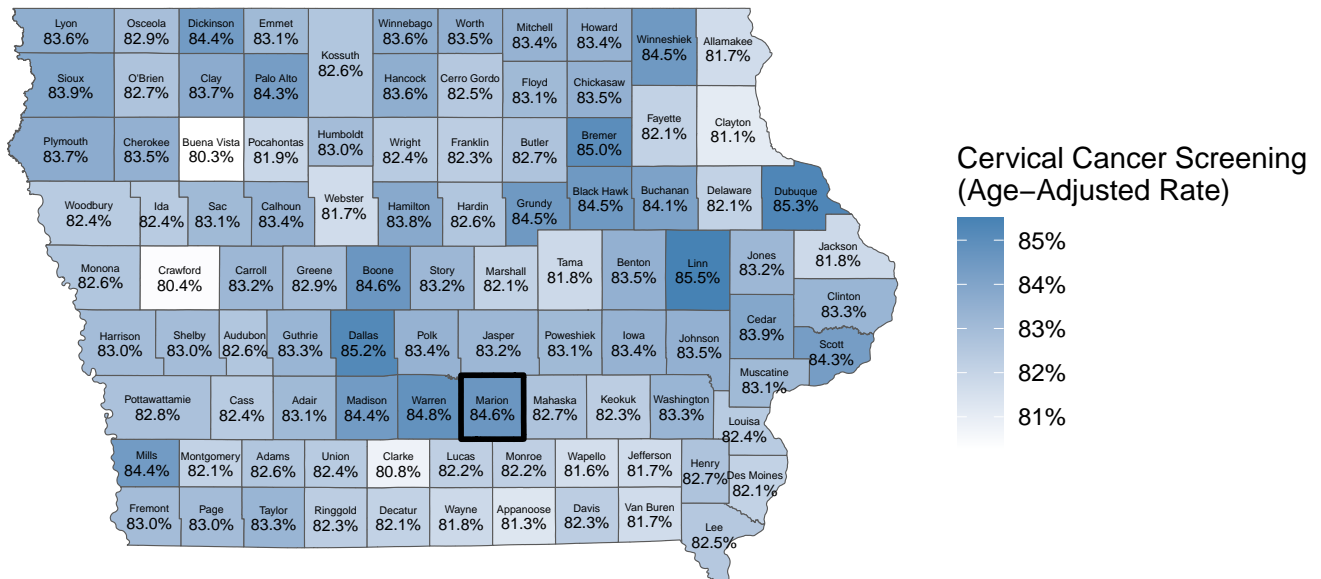 Lyon
83.6%
Osceola
82.9%
Dickinson
84.4%
Emmet
83.1%
Kossuth
82.6%
Winnebago
83.6%
Worth
83.5%
Mitchell
83.4%
Howard
83.4%
Winneshiek
84.5%
Allamakee
81.7%
Sioux
83.9%
O'Brien
82.7%
Clay
83.7%
Palo Alto
84.3%
Hancock
83.6%
Cerro Gordo
82.5%
Floyd
83.1%
Chickasaw
83.5%
Fayette
82.1%
Clayton
81.1%
Plymouth
83.7%
Cherokee
83.5%
Buena Vista
80.3%
Pocahontas
81.9%
Humboldt
83.0%
Wright
82.4%
Franklin
82.3%
Butler
82.7%
Bremer
85.0%
Woodbury
82.4%
Ida
82.4%
Sac
83.1%
Calhoun
83.4%
Webster
81.7%
Hamilton
83.8%
Hardin
82.6%
Grundy
84.5%
Black Hawk
84.5%
Buchanan
84.1%
Delaware
82.1%
Dubuque
85.3%
Monona
82.6%
Crawford
80.4%
Carroll
83.2%
Greene
82.9%
Boone
84.6%
Story
83.2%
Marshall
82.1%
Tama
81.8%
Benton
83.5%
Linn
85.5%
Jones
83.2%
Jackson
81.8%
Clinton
83.3%
Harrison
83.0%
Shelby
83.0%
Audubon
82.6%
Guthrie
83.3%
Dallas
85.2%
Polk
83.4%
Jasper
83.2%
Poweshiek
83.1%
Iowa
83.4%
Johnson
83.5%
Cedar
83.9%
Scott
84.3%
Muscatine
83.1%
Pottawattamie
82.8%
Cass
82.4%
Adair
83.1%
Madison
84.4%
Warren
84.8%
Marion
84.6%
Mahaska
82.7%
Keokuk
82.3%
Washington
83.3%
Louisa
82.4%
Mills
84.4%
Montgomery
82.1%
Adams
82.6%
Union
82.4%
Clarke
80.8%
Lucas
82.2%
Monroe
82.2%
Wapello
81.6%
Jefferson
81.7%
Henry
82.7%
Des Moines
82.1%
Fremont
83.0%
Page
83.0%
Taylor
83.3%
Ringgold
82.3%
Decatur
82.1%
Wayne
81.8%
Appanoose
81.3%
Davis
82.3%
Van Buren
81.7%
Lee
82.5%
Cervical Cancer Screening
(Age−Adjusted Rate)
85%
84%
83%
82%
81%